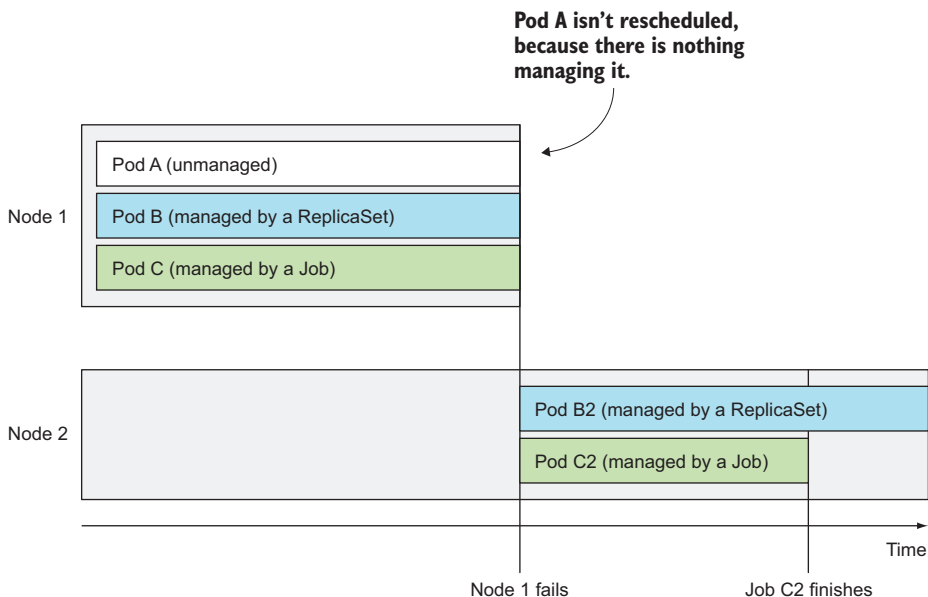 Pod A isn't rescheduled,
because there is nothing
managing it.
Pod A (unmanaged)
Node 1
Pod B (managed by a ReplicaSet)
Pod C (managed by a Job)
Pod B2 (managed by a ReplicaSet)
Node 2
Pod C2 (managed by a Job)
Time
Node 1 fails
Job C2 finishes